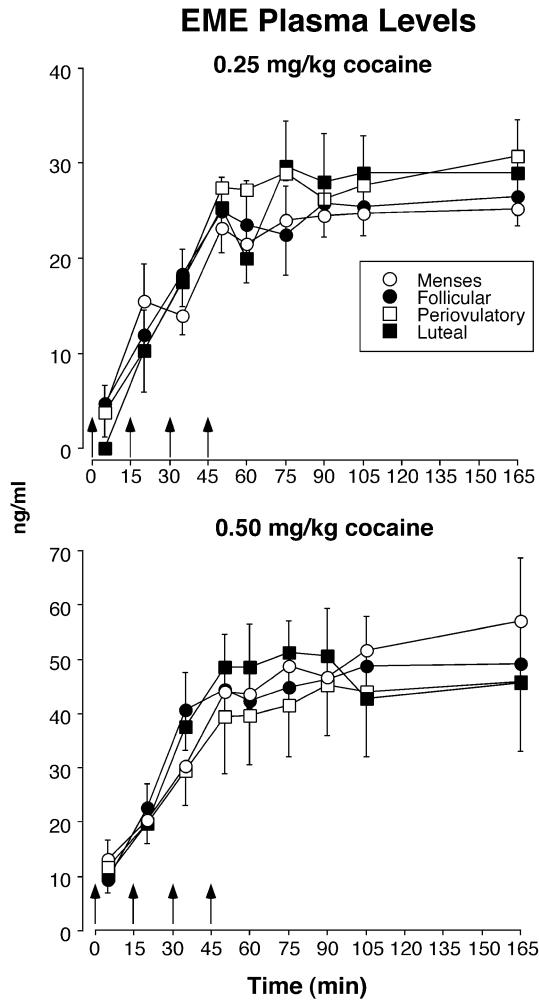 EME Plasma Levels
0.25 mg/kg cocaine
40
30
20
10
0
Menses
Follicular
Periovulatory
Luteal
0 15 30 45 60 75 90 105 120 135 150 165
ng/ml
0.50 mg/kg cocaine
70
60
50
40
30
20
10
0
0 15 30 45 60 75 90 105 120 135 150 165
Time (min)